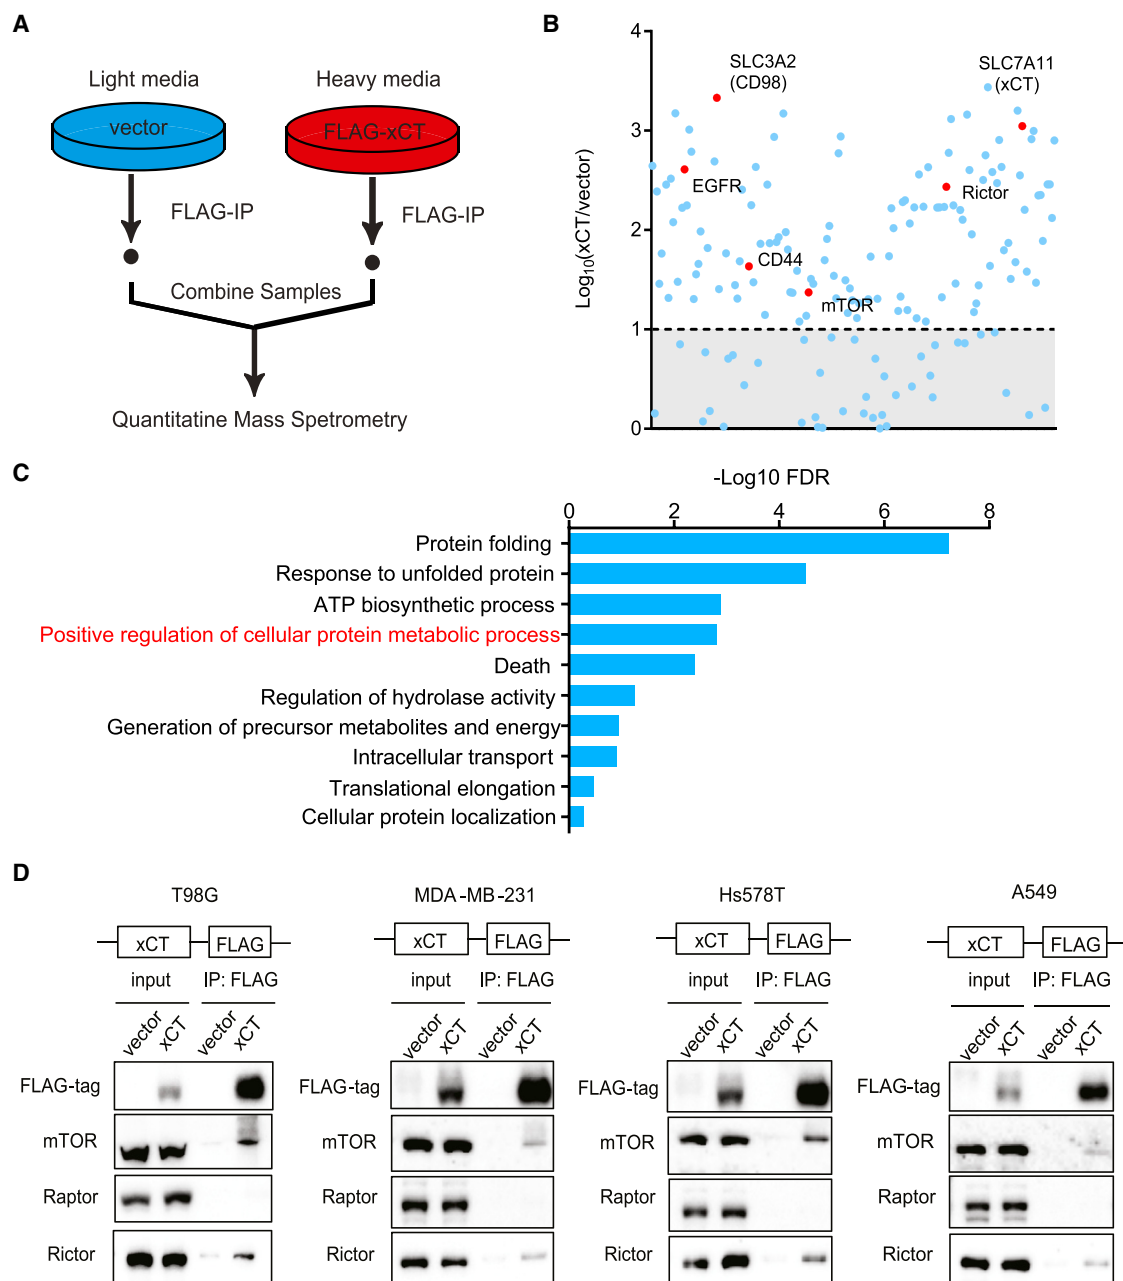 A
Light media
Heavy media
vector
FLAG-xCT
FLAG-IP
FLAG-IP
Combine Samples
Quantitatine Mass Spetrometry
B
Log10(xCT/vector)
4
3
2
1
0
SLC3A2
(CD98)
SLC7A11
(xCT)
EGFR
Rictor
CD44
mTOR
C
-Log10 FDR
0 2 4 6 8
Protein folding
Response to unfolded protein
ATP biosynthetic process
Positive regulation of cellular protein metabolic process
Death
Regulation of hydrolase activity
Generation of precursor metabolites and energy
Intracellular transport
Translational elongation
Cellular protein localization
D
T98G
xCT FLAG
input IP: FLAG
vector xCT vector xCT
FLAG-tag
mTOR
Raptor
Rictor
MDA-MB-231
xCT FLAG
input IP: FLAG
vector xCT vector xCT
FLAG-tag
mTOR
Raptor
Rictor
Hs578T
xCT FLAG
input IP: FLAG
vector xCT vector xCT
FLAG-tag
mTOR
Raptor
Rictor
A549
xCT FLAG
input IP: FLAG
vector xCT vector xCT
FLAG-tag
mTOR
Raptor
Rictor